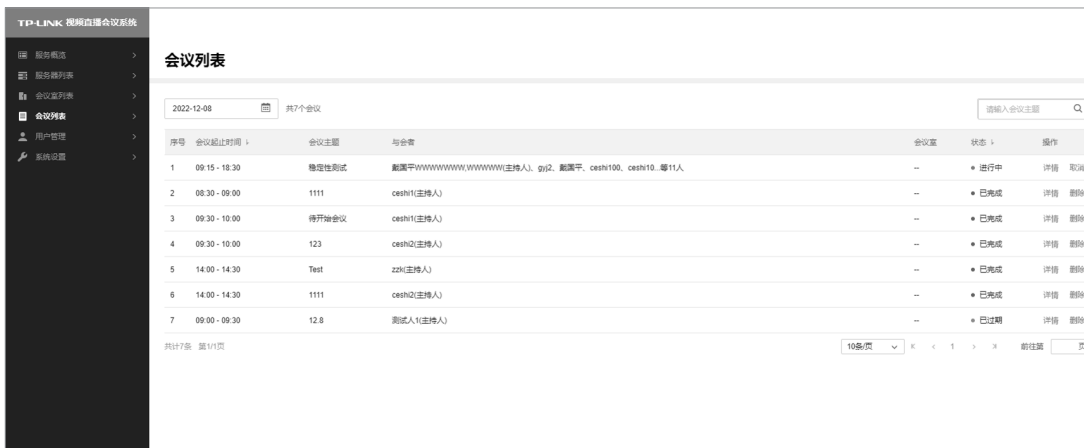 TP-LINK 视频直播会议系统
服务概览
服务器列表
会议室列表
会议列表
用户管理
系统设置
会议列表
2022-12-08 共7个会议 请输入会议主题
序号 会议起止时间 会议主题 与会者 会议室 状态 操作
1 09:15 - 18:30 稳定性测试 戴国平WWWWWWW,WWWWW(主持人)、gyj2、戴国平、ceshi100、ceshi10...等11人 -- 进行中 详情 取消
2 08:30 - 09:00 1111 ceshi1(主持人) -- 已完成 详情 删除
3 09:30 - 10:00 待开始会议 ceshi1(主持人) -- 已完成 详情 删除
4 09:30 - 10:00 123 ceshi2(主持人) -- 已完成 详情 删除
5 14:00 - 14:30 Test zzk(主持人) -- 已完成 详情 删除
6 14:00 - 14:30 1111 ceshi2(主持人) -- 已完成 详情 删除
7 09:00 - 09:30 12.8 测试人1(主持人) -- 已过期 详情 删除
共计7条 第1/1页 10条/页 1 前往第 页